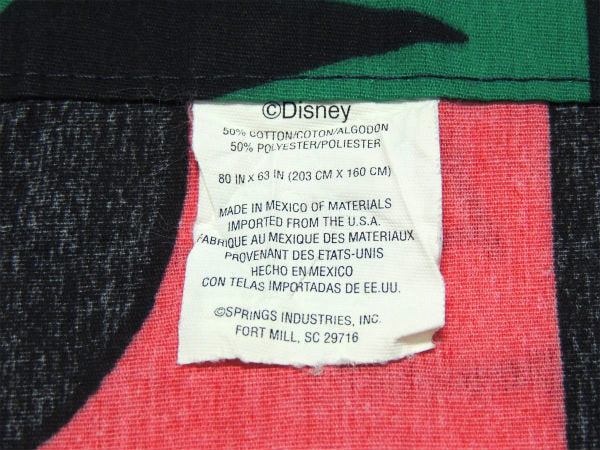 ©Disney
50% COTTON/COTON/ALGODON
50% POLYESTER/POLIESTER
80 IN X 63 IN (203 CM X 160 CM)
MADE IN MEXICO OF MATERIALS
IMPORTED FROM THE U.S.A.
FABRIQUE AU MEXIQUE DES MATERIAUX
PROVENANT DES ETATS-UNIS
HECHO EN MEXICO
CON TELAS IMPORTADAS DE EE.UU.
©SPRINGS INDUSTRIES, INC.
FORT MILL, SC 29716